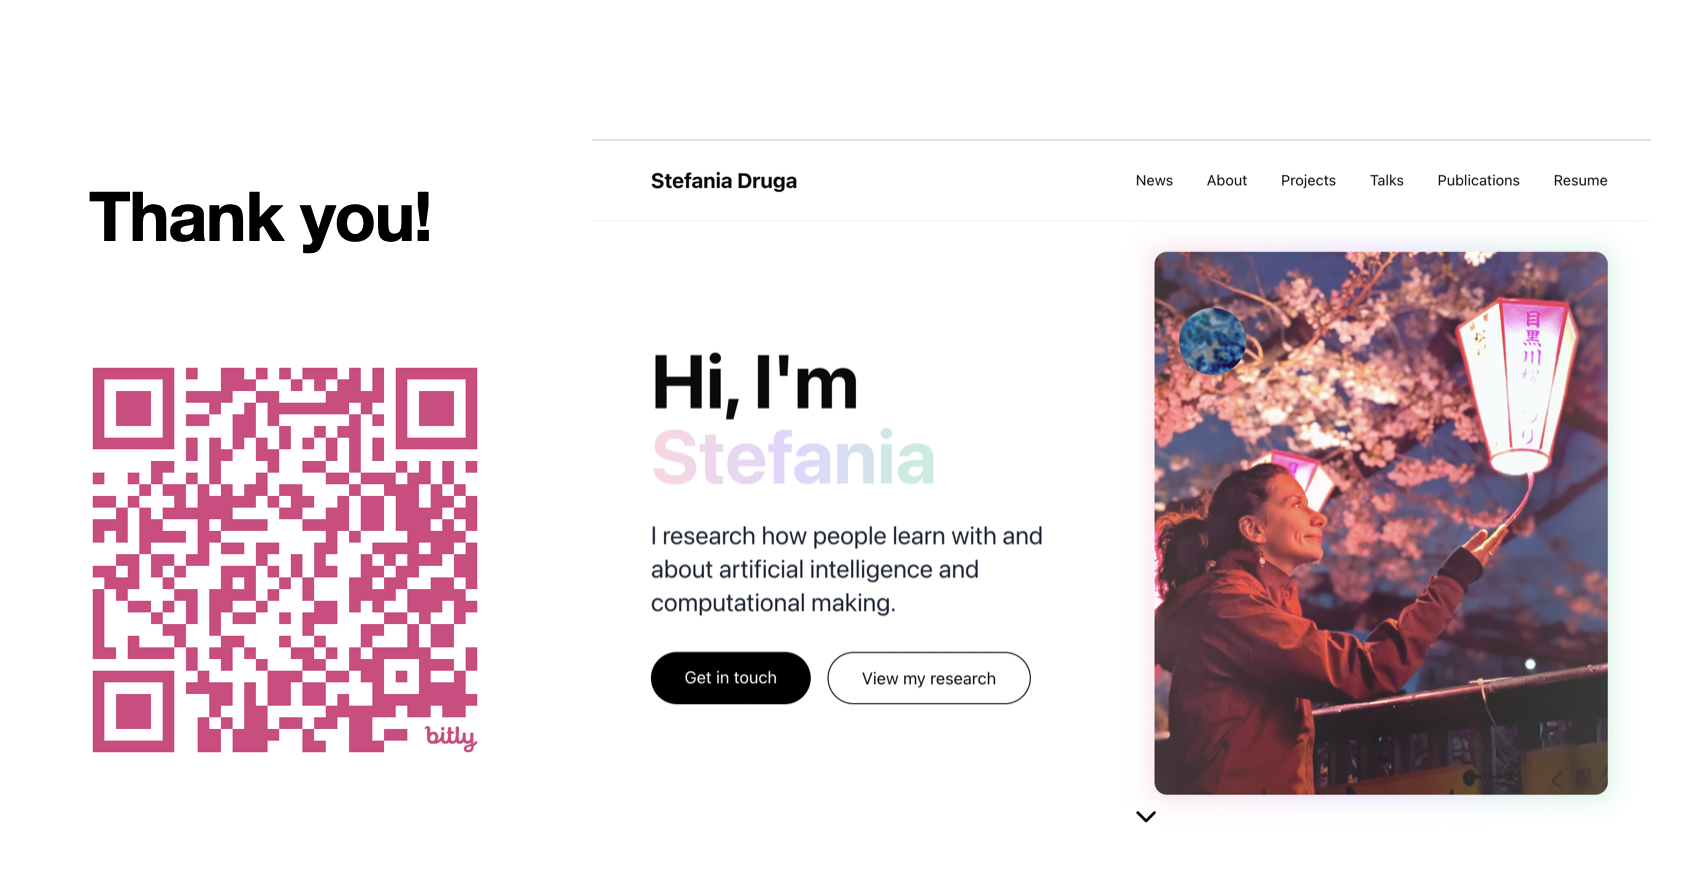 Thank you!
bitly
Stefania Druga
News About Projects Talks Publications Resume
Hi, I'm
Stefania
I research how people learn with and
about artificial intelligence and
computational making.
Get in touch
View my research
目黒川桜